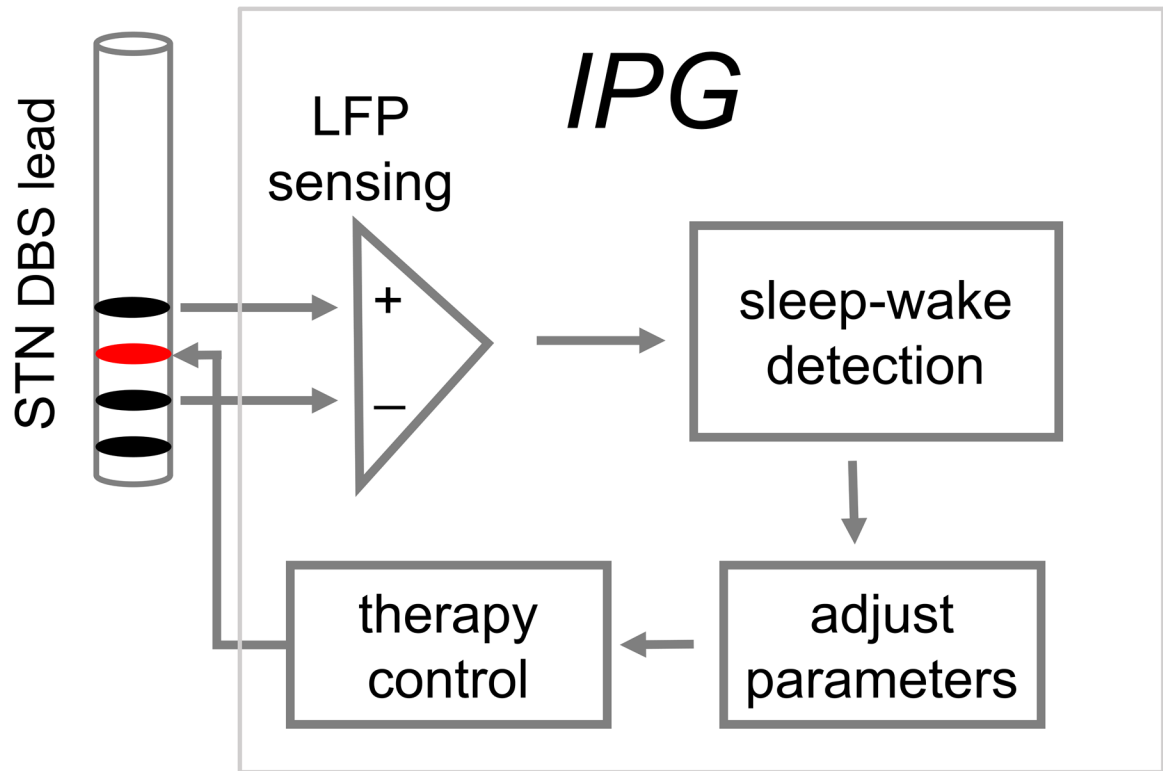 STN DBS lead
IPG
LFP
sensing
+
–
sleep-wake
detection
therapy
control
adjust
parameters